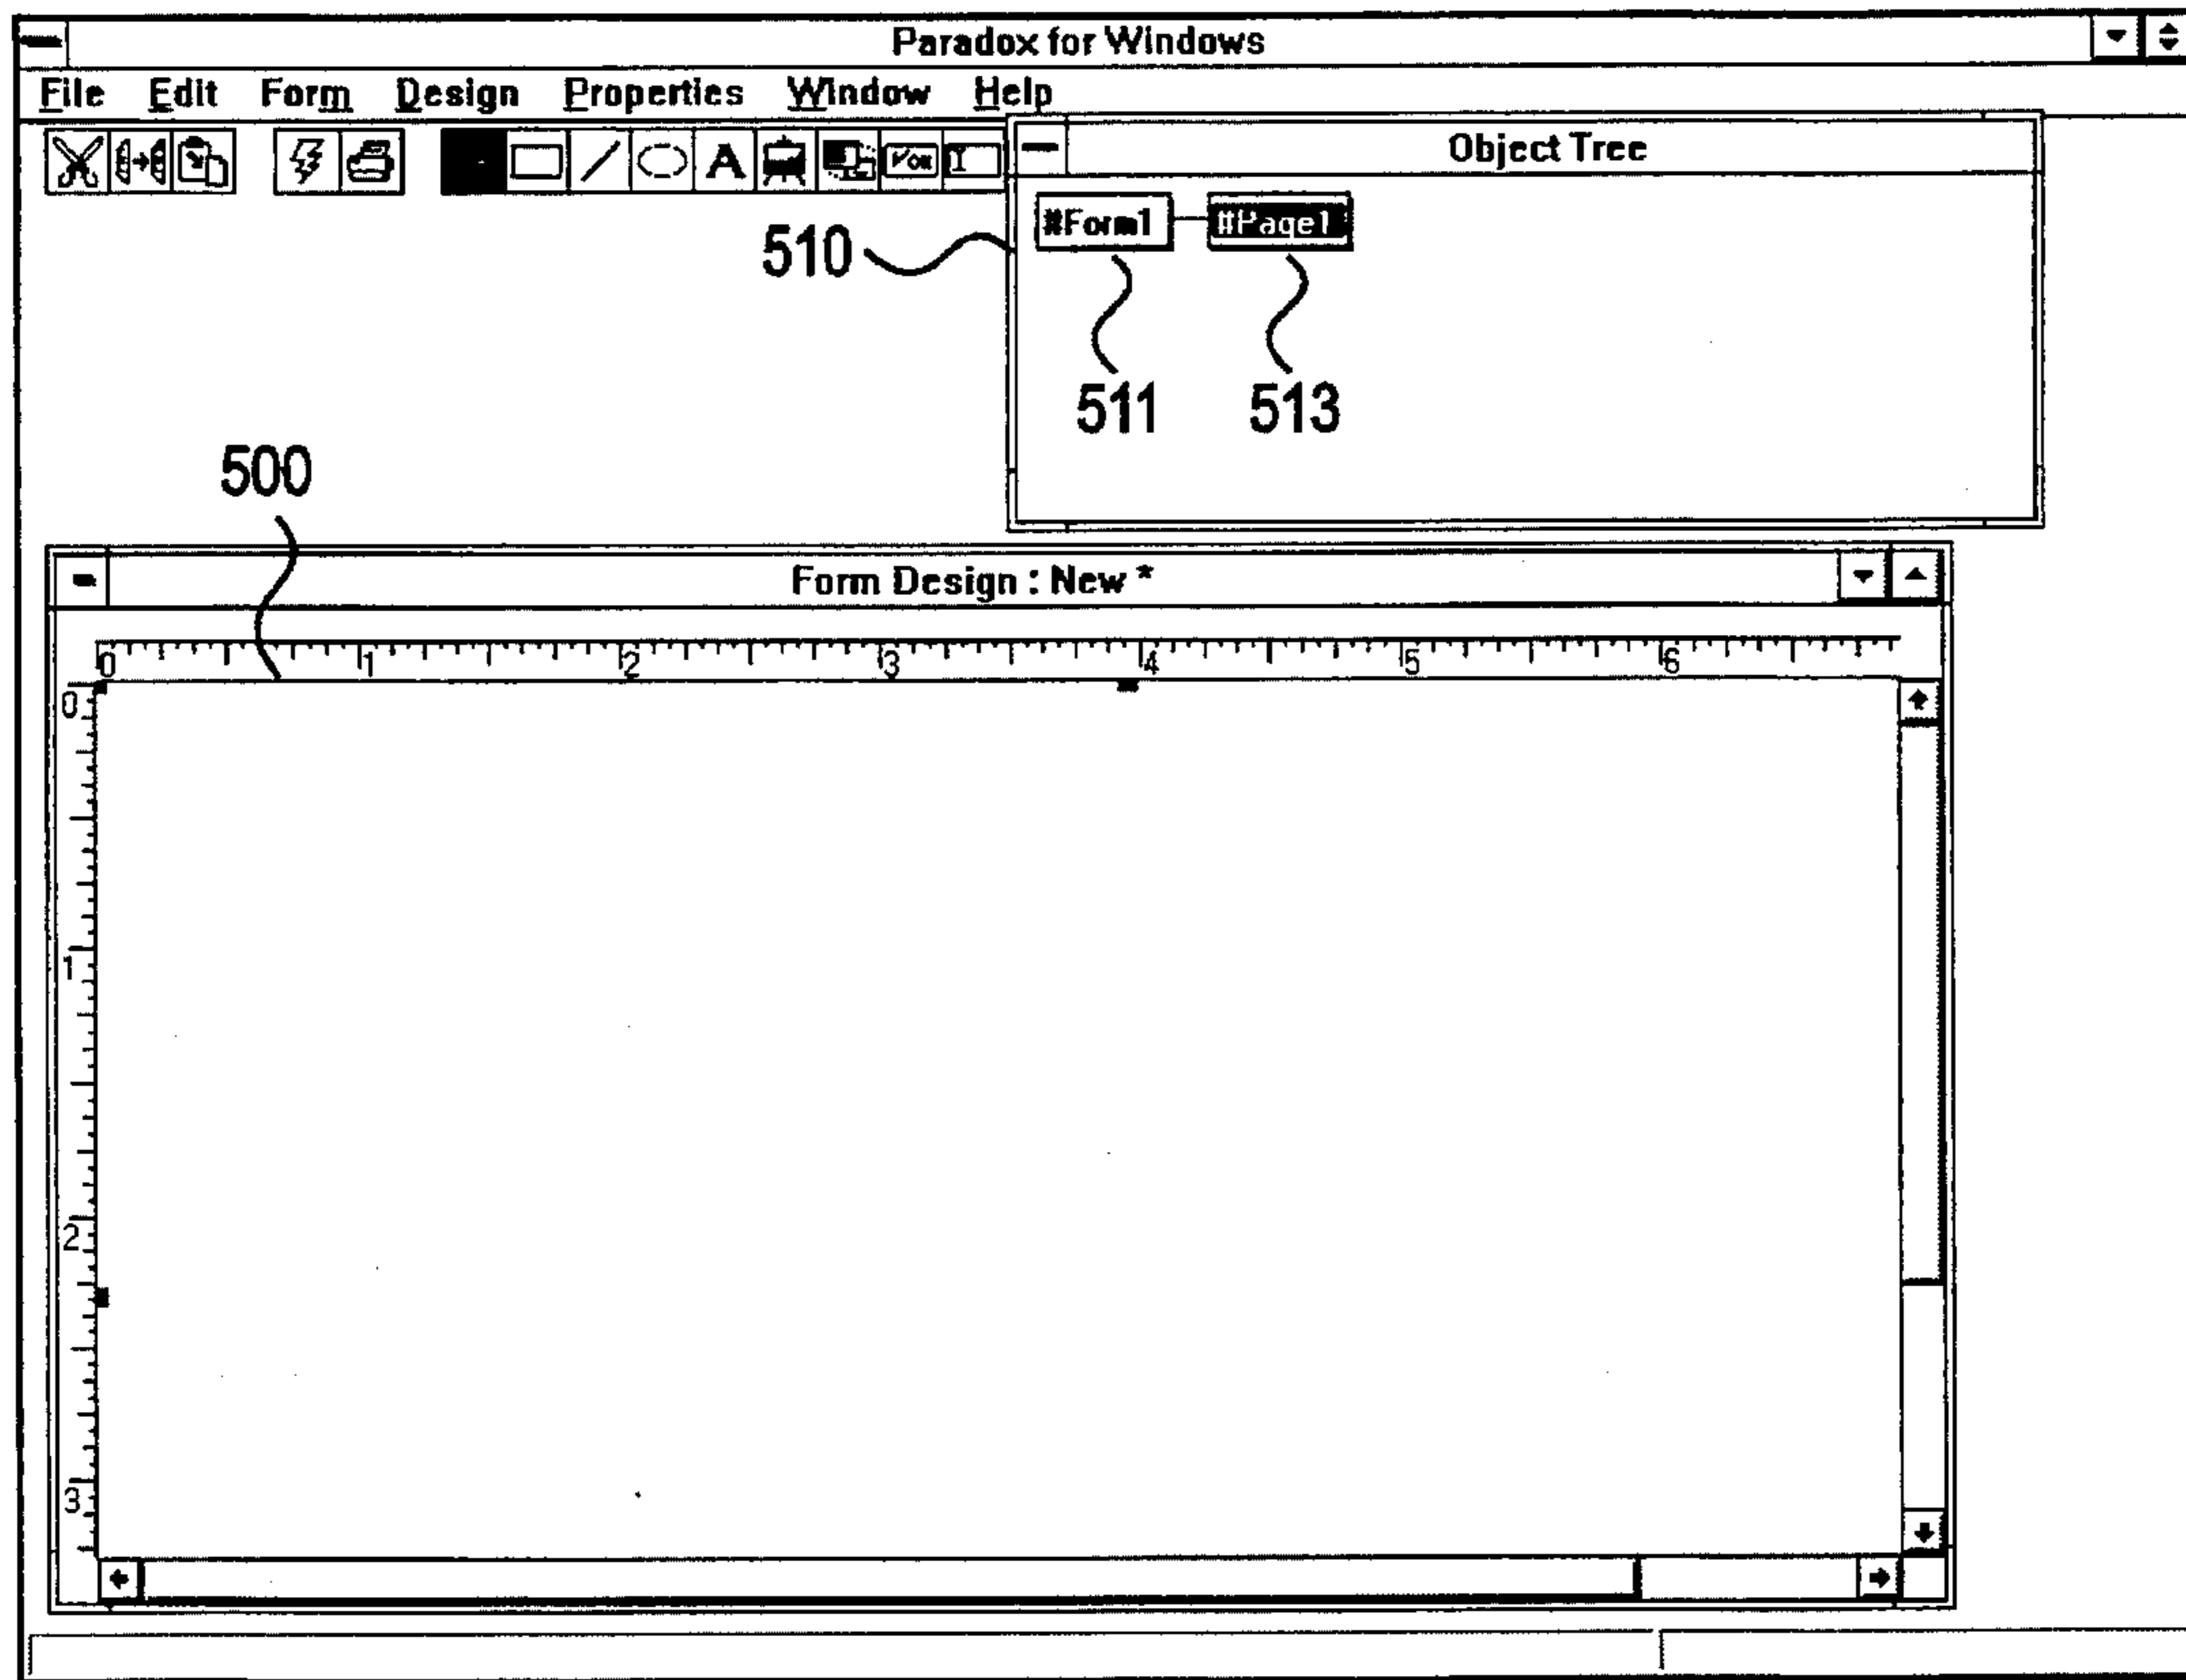 Paradox for Windows
File Edit Form Design Properties Window Help
A OK
Object Tree
#Form1 #Page1
510
511 513
500
Form Design : New *
0 1 2 3 4 5 6
0
1
2
3